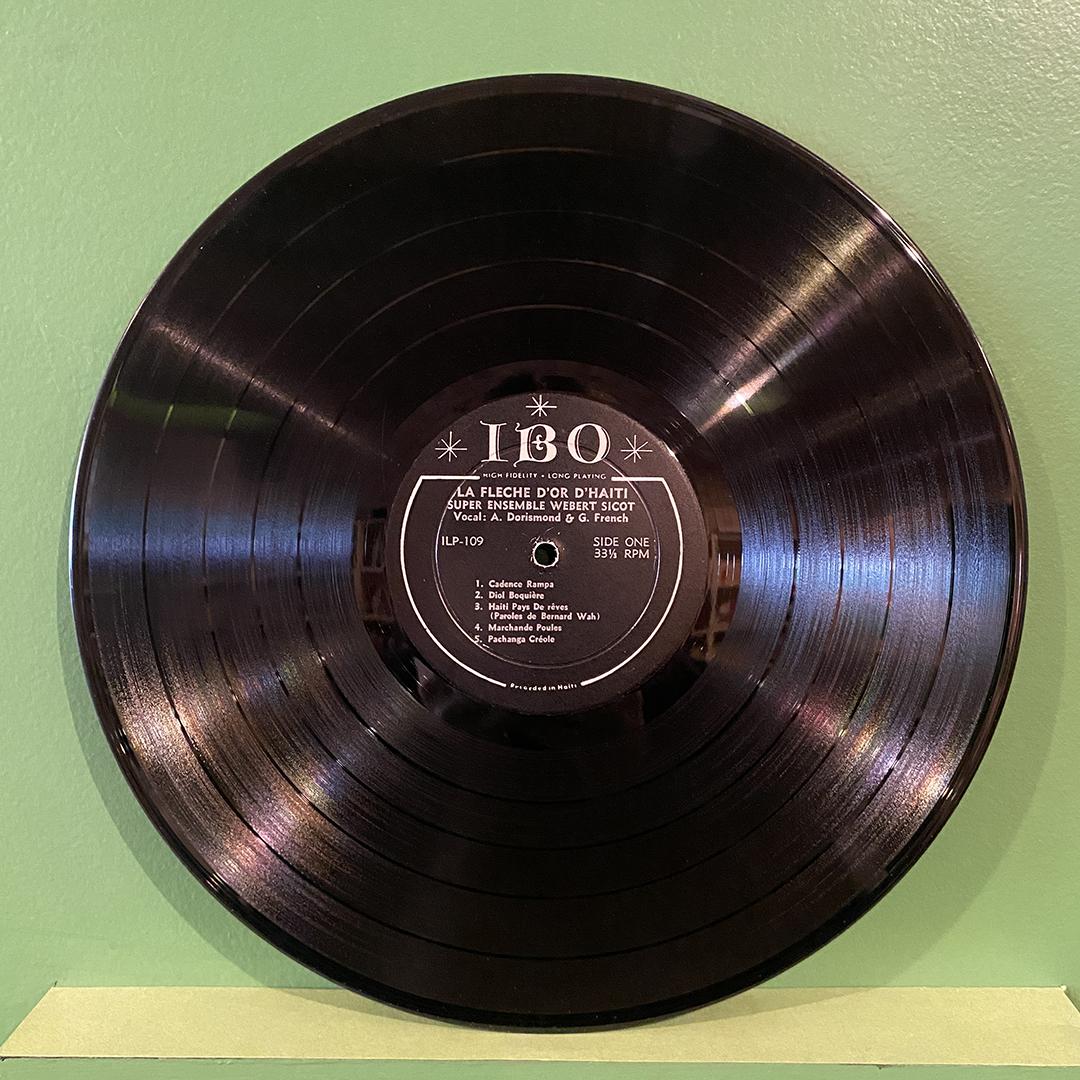 IBO
HIGH FIDELITY • LONG PLAYING
LA FLECHE D'OR D'HAITI
SUPER ENSEMBLE WEBERT SICOT
Vocal: A. Dorismond & G. French
ILP-109
SIDE ONE
33⅓ RPM
1. Cadence Rampa
2. Diol Boquière
3. Haiti Pays De rêves
(Paroles de Bernard Wah)
4. Marchande Poules
5. Pachanga Créole
Recorded in Haiti